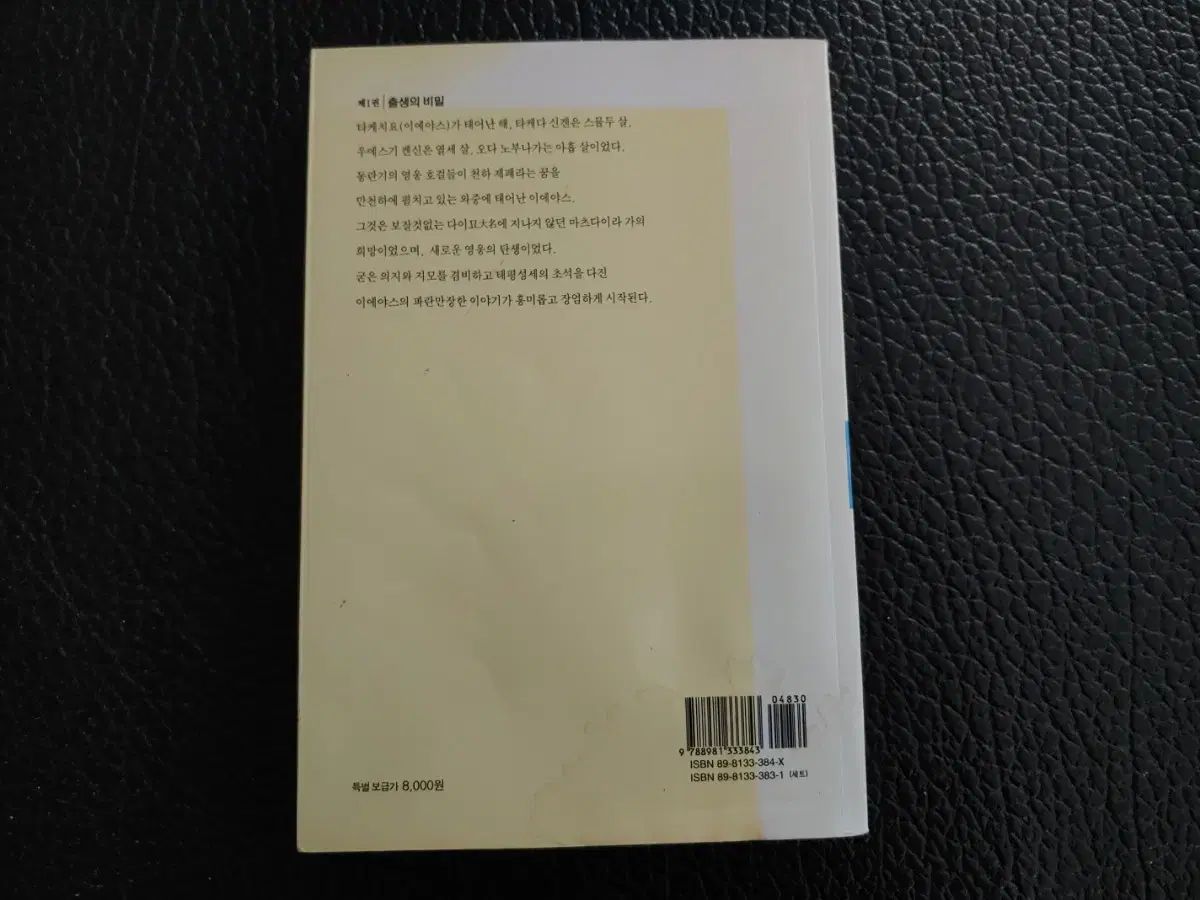 제1권 | 출생의 비밀
타케치요(이에야스)가 태어난 해, 타케다 신겐은 스물두 살,
우에스기 켄신은 열세 살, 오다 노부나가는 아홉 살이었다.
동란기의 영웅 호걸들이 천하 제패라는 꿈을
만천하에 펼치고 있는 와중에 태어난 이에야스.
그것은 보잘것없는 다이묘大名에 지나지 않던 마츠다이라 가의
희망이었으며, 새로운 영웅의 탄생이었다.
굳은 의지와 지모를 겸비하고 태평성세의 초석을 다진
이에야스의 파란만장한 이야기가 흥미롭고 장엄하게 시작된다.
04830
9 788981 333843
ISBN 89-8133-384-X
ISBN 89-8133-383-1 (세트)
특별 보급가 8,000원